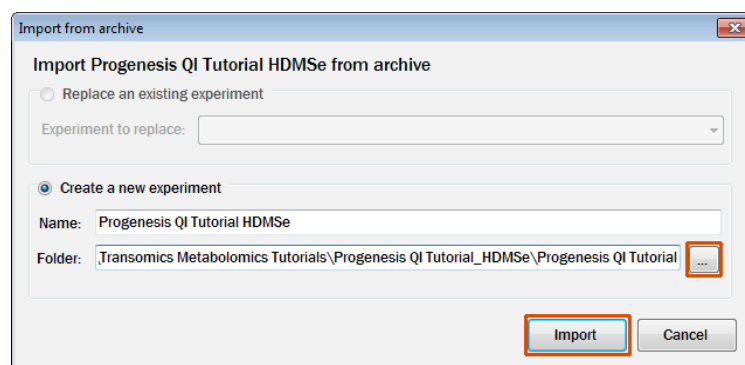 Import from archive
Import Progenesis QI Tutorial HDMSe from archive
Replace an existing experiment
Experiment to replace:
Create a new experiment
Name: Progenesis QI Tutorial HDMSe
Folder: Transomics Metabolomics Tutorials\Progenesis QI Tutorial_HDMSe\Progenesis QI Tutorial ...
Import Cancel